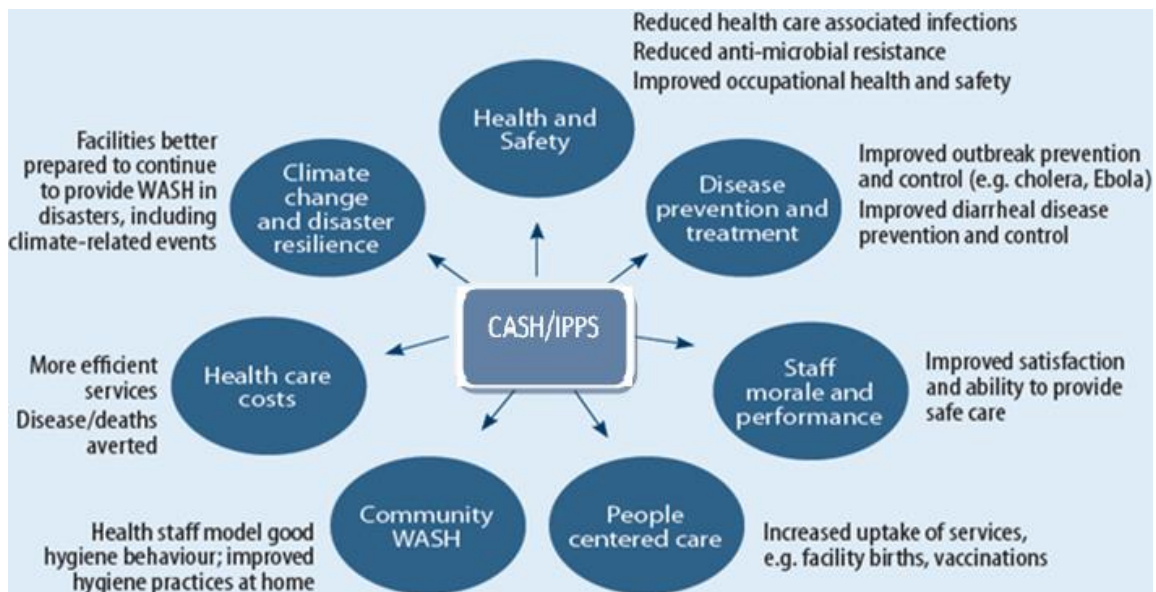 Reduced health care associated infections
Reduced anti-microbial resistance
Improved occupational health and safety
Health and
Safety
Facilities better
prepared to continue
to provide WASH in
disasters, including
climate-related events
Climate
change
and disaster
resilience
Disease
prevention and
treatment
Improved outbreak prevention
and control (e.g. cholera, Ebola)
Improved diarrheal disease
prevention and control
CASH/IPPS
More efficient
services
Disease/deaths
averted
Health care
costs
Staff
morale and
performance
Improved satisfaction
and ability to provide
safe care
Health staff model good
hygiene behaviour; improved
hygiene practices at home
Community
WASH
People
centered care
Increased uptake of services,
e.g. facility births, vaccinations